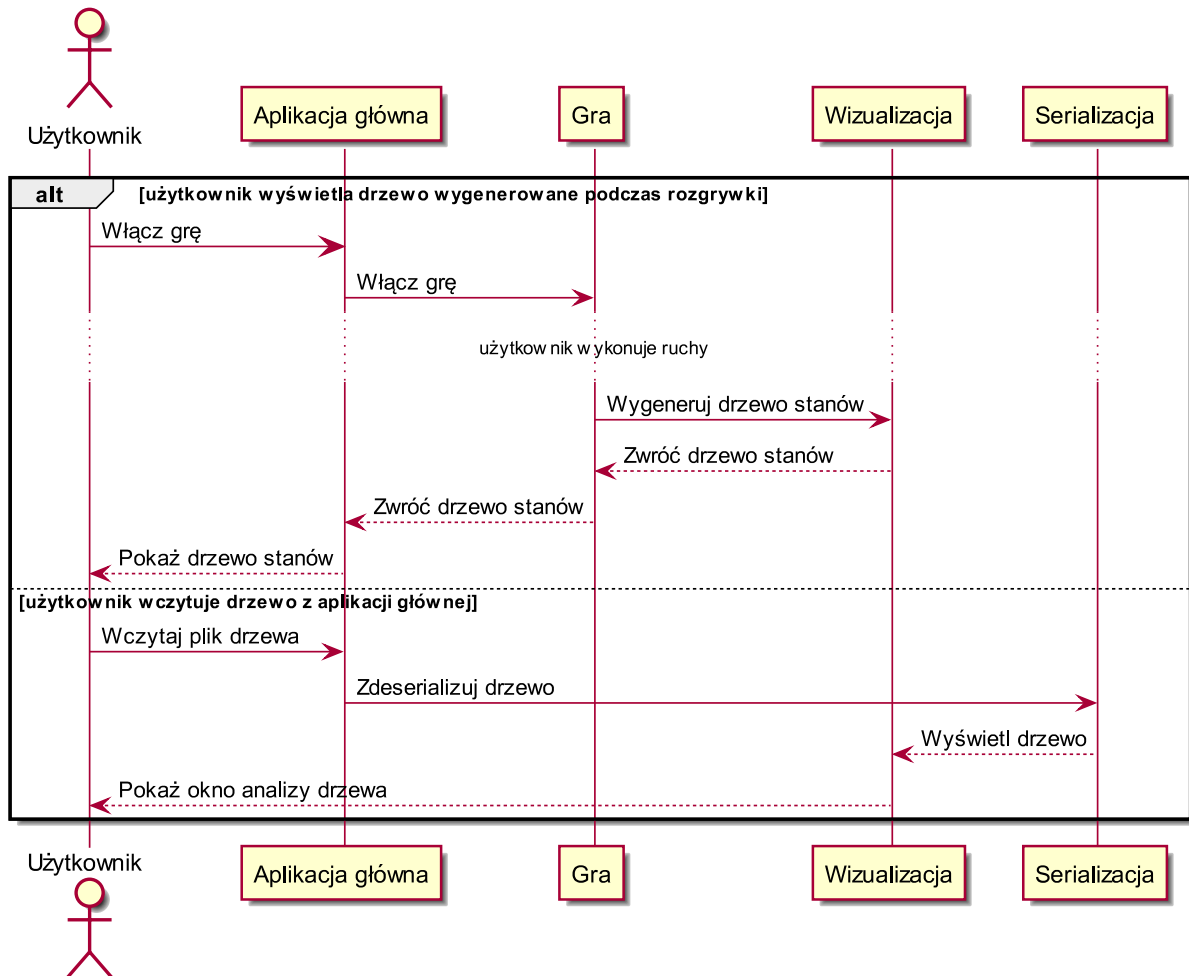 Użytkownik
Aplikacja główna
Gra
Wizualizacja
Serializacja
alt
[użytkownik wyświetla drzewo wygenerowane podczas rozgrywki]
Włącz grę
Włącz grę
użytkownik wykonuje ruchy
Wygeneruj drzewo stanów
Zwróć drzewo stanów
Zwróć drzewo stanów
Pokaż drzewo stanów
[użytkownik wczytuje drzewo z aplikacji głównej]
Wczytaj plik drzewa
Zdeserializuj drzewo
Wyświetl drzewo
Pokaż okno analizy drzewa
Użytkownik
Aplikacja główna
Gra
Wizualizacja
Serializacja